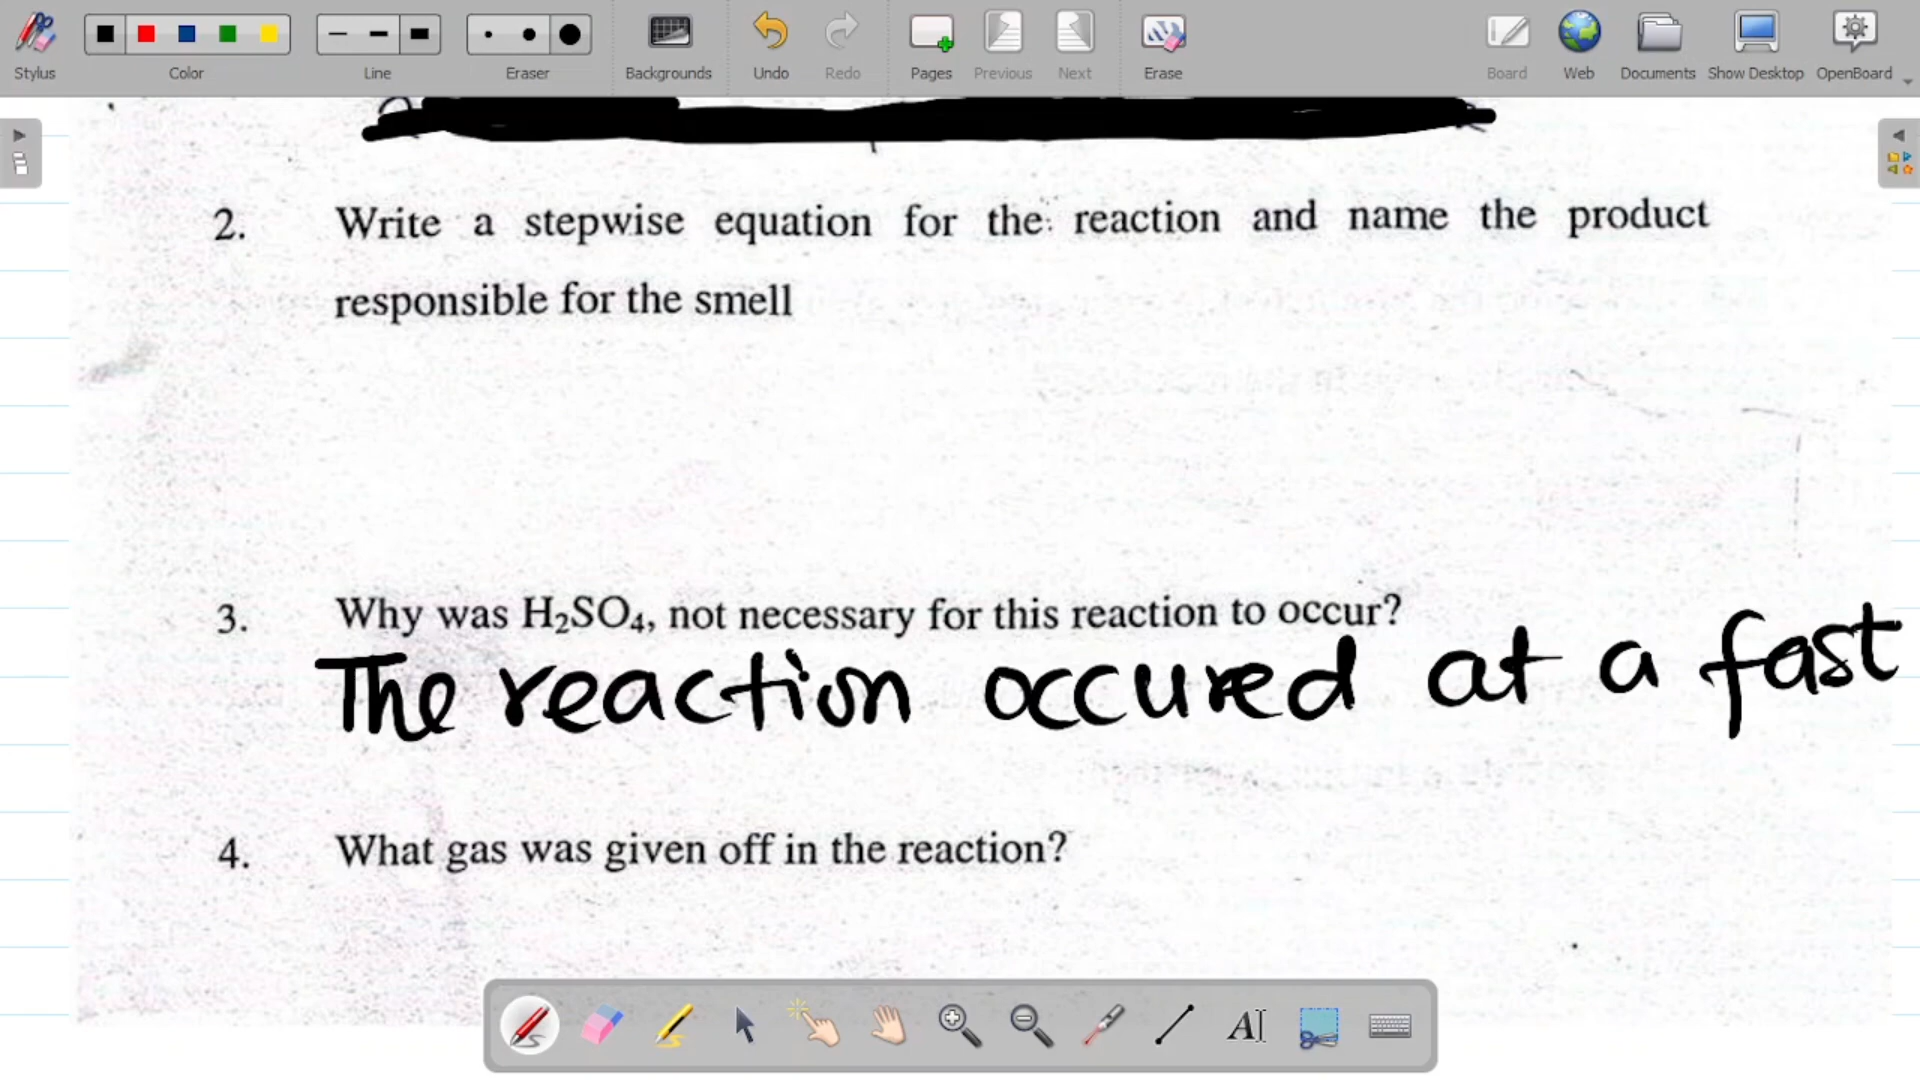 Stylus Color Line Eraser Backgrounds Undo Redo Pages Previous Next Erase Board Web Documents Show Desktop OpenBoard
2. Write a stepwise equation for the reaction and name the product
responsible for the smell
3. Why was H₂SO₄, not necessary for this reaction to occur?
The reaction occured at a fast
4. What gas was given off in the reaction?